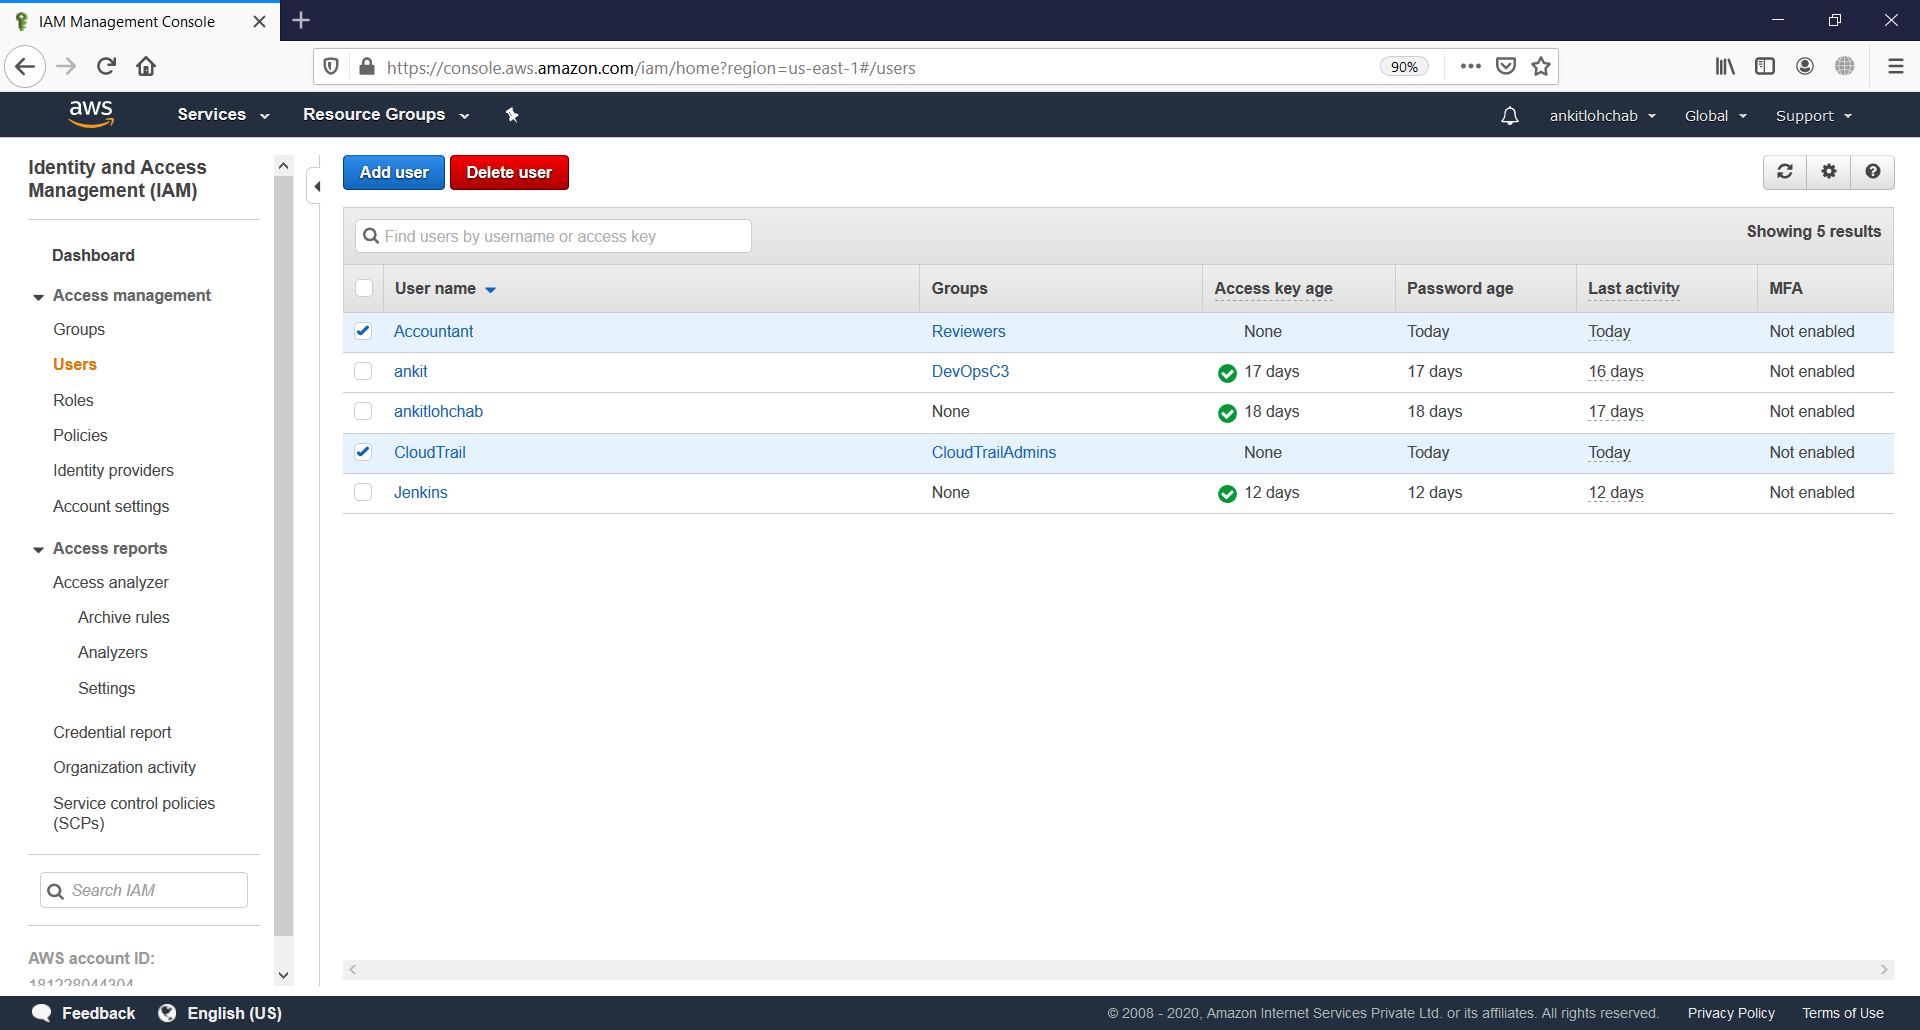 IAM Management Console
https://console.aws.amazon.com/iam/home?region=us-east-1#/users
90%
aws
Services
Resource Groups
ankitlohchab
Global
Support
Identity and Access
Management (IAM)
Dashboard
Access management
Groups
Users
Roles
Policies
Identity providers
Account settings
Access reports
Access analyzer
Archive rules
Analyzers
Settings
Credential report
Organization activity
Service control policies
(SCPs)
Search IAM
AWS account ID:
181228044304
Add user
Delete user
Find users by username or access key
Showing 5 results
User name Groups Access key age Password age Last activity MFA
Accountant Reviewers None Today Today Not enabled
ankit DevOpsC3 17 days 17 days 16 days Not enabled
ankitlohchab None 18 days 18 days 17 days Not enabled
CloudTrail CloudTrailAdmins None Today Today Not enabled
Jenkins None 12 days 12 days 12 days Not enabled
Feedback
English (US)
© 2008 - 2020, Amazon Internet Services Private Ltd. or its affiliates. All rights reserved.
Privacy Policy
Terms of Use